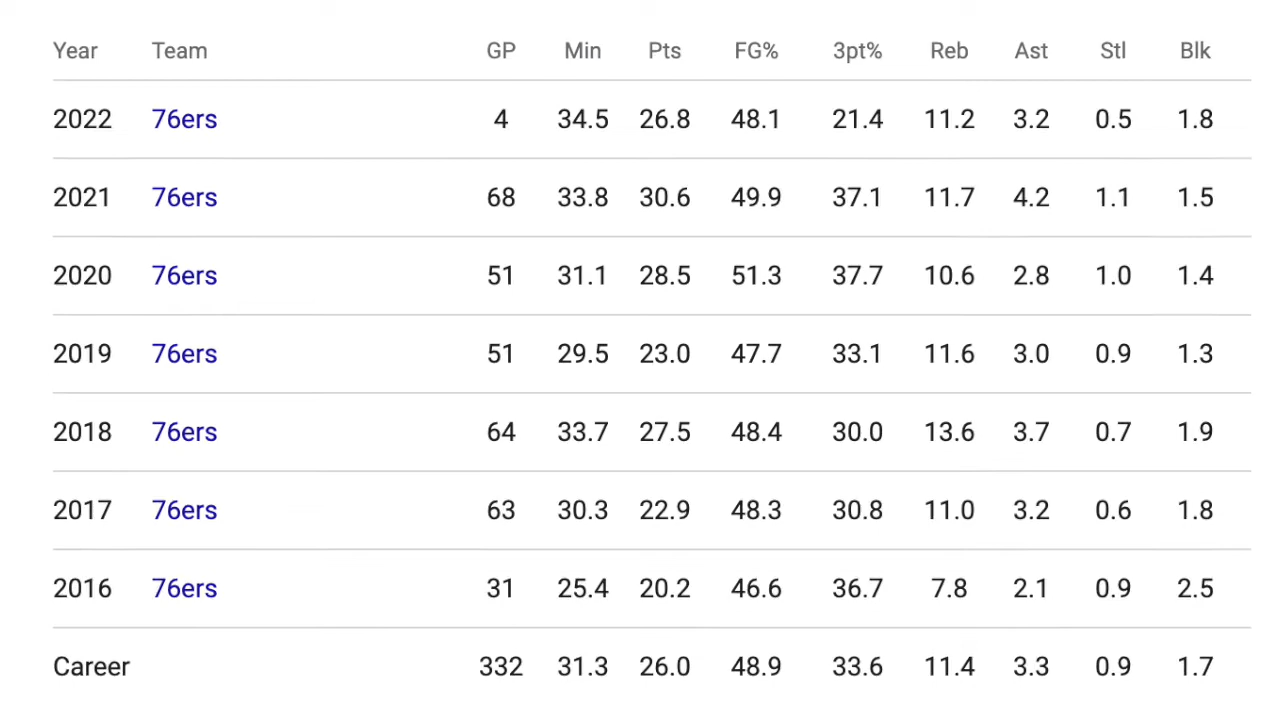 Year Team GP Min Pts FG% 3pt% Reb Ast Stl Blk
2022 76ers 4 34.5 26.8 48.1 21.4 11.2 3.2 0.5 1.8
2021 76ers 68 33.8 30.6 49.9 37.1 11.7 4.2 1.1 1.5
2020 76ers 51 31.1 28.5 51.3 37.7 10.6 2.8 1.0 1.4
2019 76ers 51 29.5 23.0 47.7 33.1 11.6 3.0 0.9 1.3
2018 76ers 64 33.7 27.5 48.4 30.0 13.6 3.7 0.7 1.9
2017 76ers 63 30.3 22.9 48.3 30.8 11.0 3.2 0.6 1.8
2016 76ers 31 25.4 20.2 46.6 36.7 7.8 2.1 0.9 2.5
Career 332 31.3 26.0 48.9 33.6 11.4 3.3 0.9 1.7